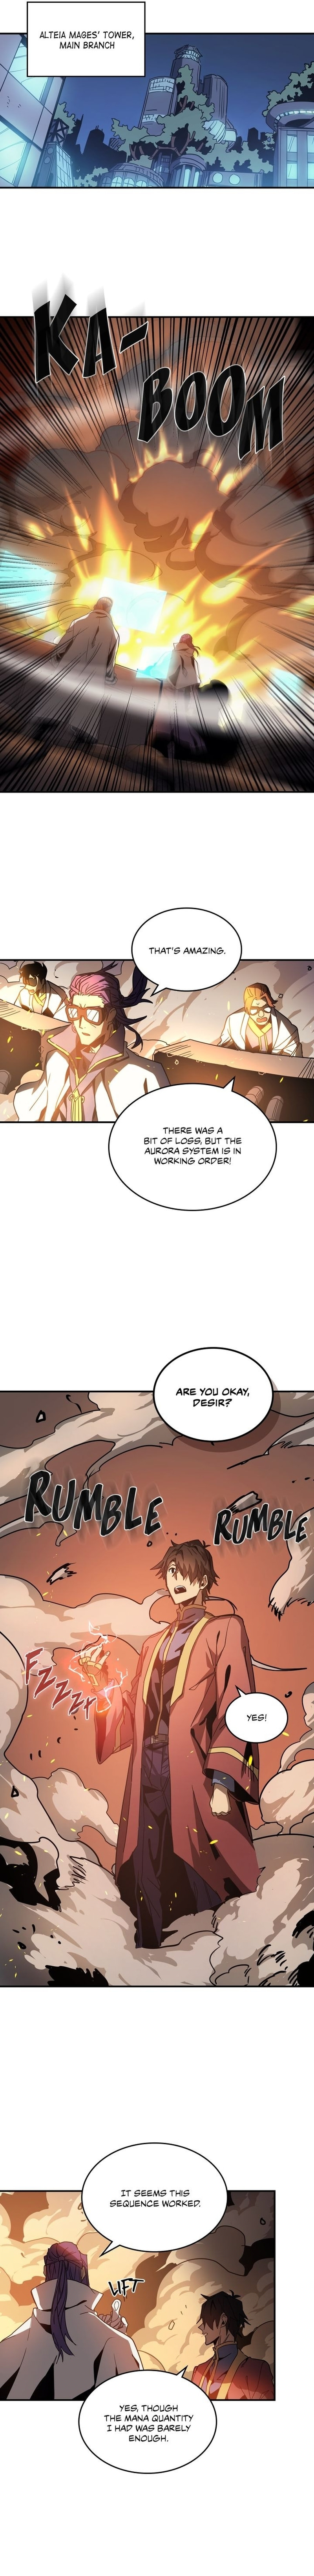 ALTEIA MAGES' TOWER,
MAIN BRANCH
KA-
BOOM
THAT'S AMAZING.
THERE WAS A
BIT OF LOSS, BUT THE
AURORA SYSTEM IS IN
WORKING ORDER!
ARE YOU OKAY,
DESIR?
RUMBLE
RUMBLE
FZZZT
YES!
IT SEEMS THIS
SEQUENCE WORKED.
LIFT
YES, THOUGH
THE MANA QUANTITY
I HAD WAS BARELY
ENOUGH.